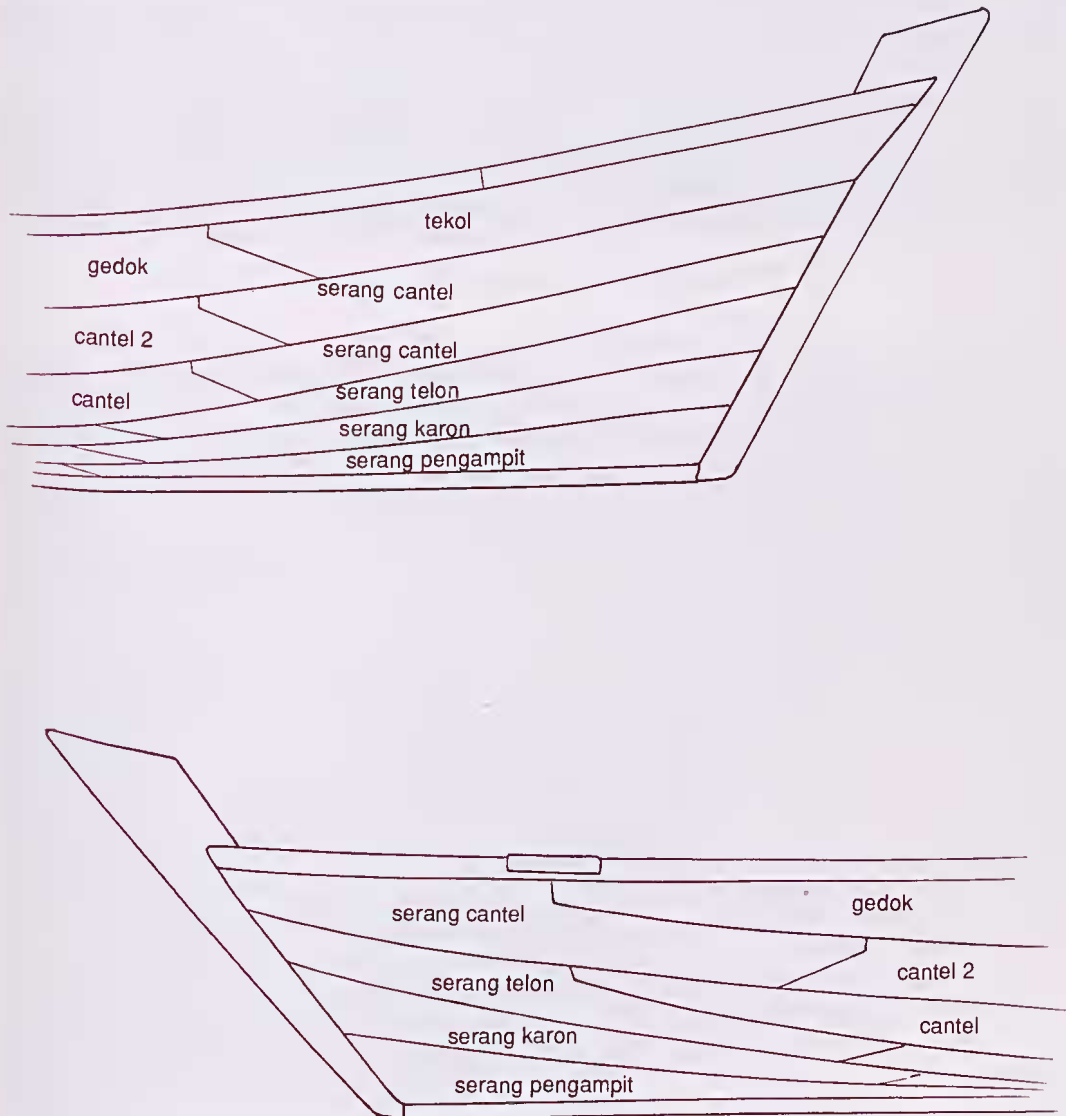 tekol
gedok
serang cantel
cantel 2
serang cantel
cantel
serang telon
serang karon
serang pengampit
serang cantel
gedok
serang telon
cantel 2
serang karon
cantel
serang pengampit